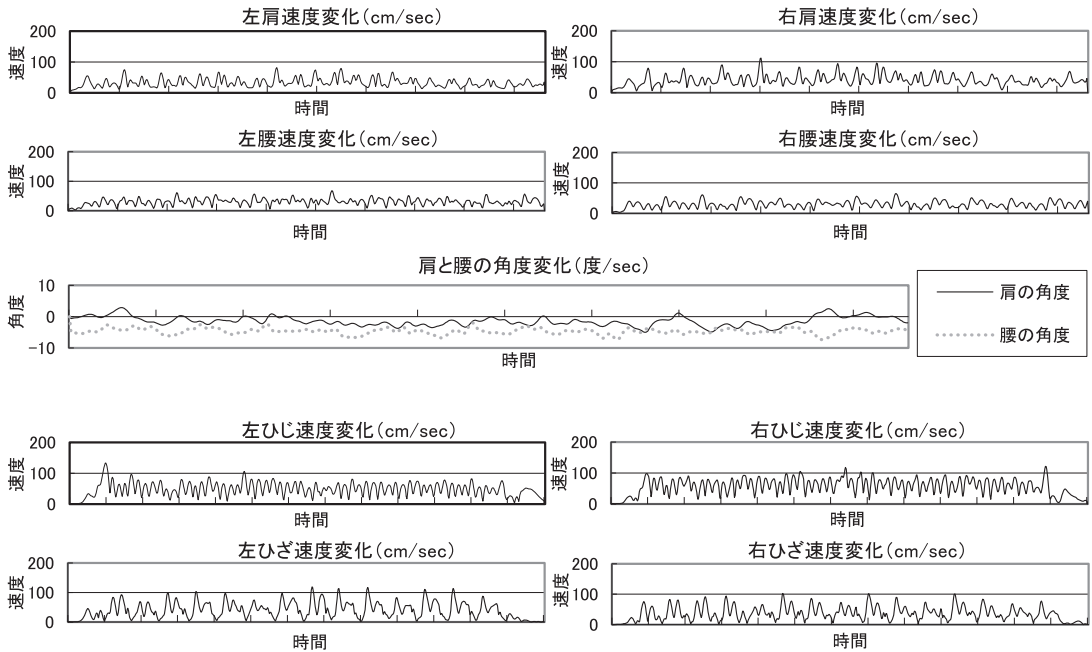 左肩速度変化(cm/sec)
200
100
0
速度
時間
右肩速度変化(cm/sec)
200
100
0
速度
時間
左腰速度変化(cm/sec)
200
100
0
速度
時間
右腰速度変化(cm/sec)
200
100
0
速度
時間
肩と腰の角度変化(度/sec)
10
0
-10
角度
時間
肩の角度
腰の角度
左ひじ速度変化(cm/sec)
200
100
0
速度
時間
右ひじ速度変化(cm/sec)
200
100
0
速度
時間
左ひざ速度変化(cm/sec)
200
100
0
速度
時間
右ひざ速度変化(cm/sec)
200
100
0
速度
時間